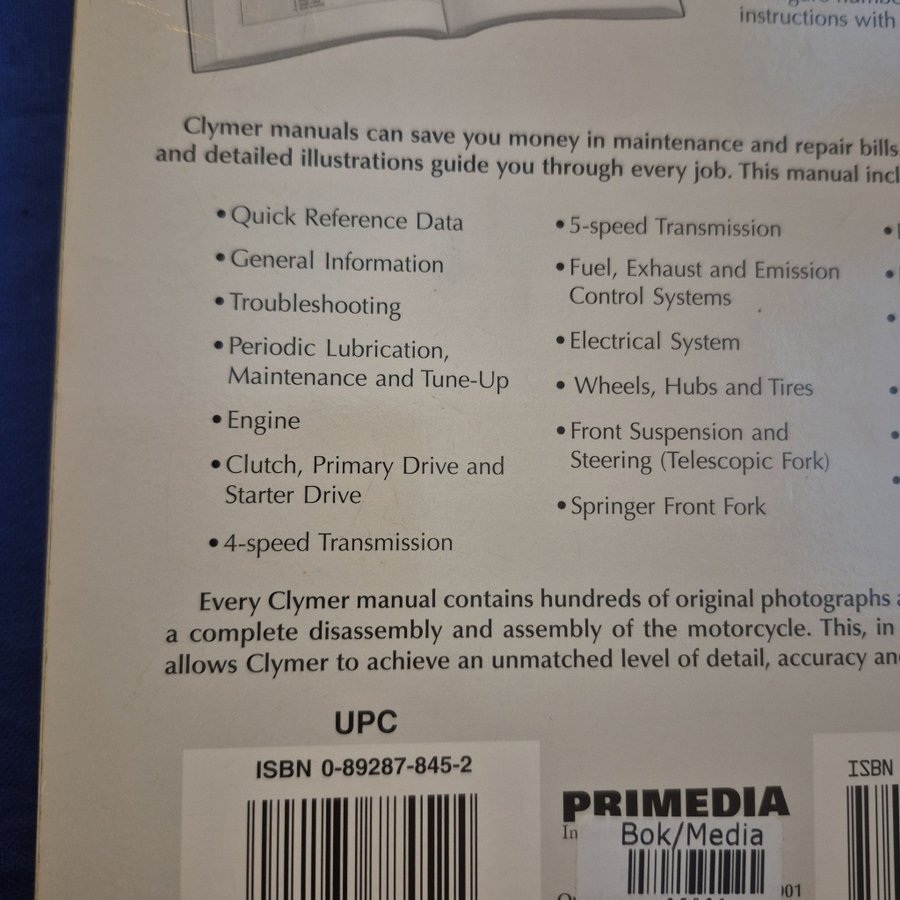 instructions with
Clymer manuals can save you money in maintenance and repair bills
and detailed illustrations guide you through every job. This manual incl
• Quick Reference Data
• General Information
• Troubleshooting
• Periodic Lubrication,
Maintenance and Tune-Up
• Engine
• Clutch, Primary Drive and
Starter Drive
• 4-speed Transmission
• 5-speed Transmission
• Fuel, Exhaust and Emission
Control Systems
• Electrical System
• Wheels, Hubs and Tires
• Front Suspension and
Steering (Telescopic Fork)
• Springer Front Fork
Every Clymer manual contains hundreds of original photographs a
a complete disassembly and assembly of the motorcycle. This, in
allows Clymer to achieve an unmatched level of detail, accuracy an
UPC
ISBN 0-89287-845-2
PRIMEDIA
In
Bok/Media
001
ISBN